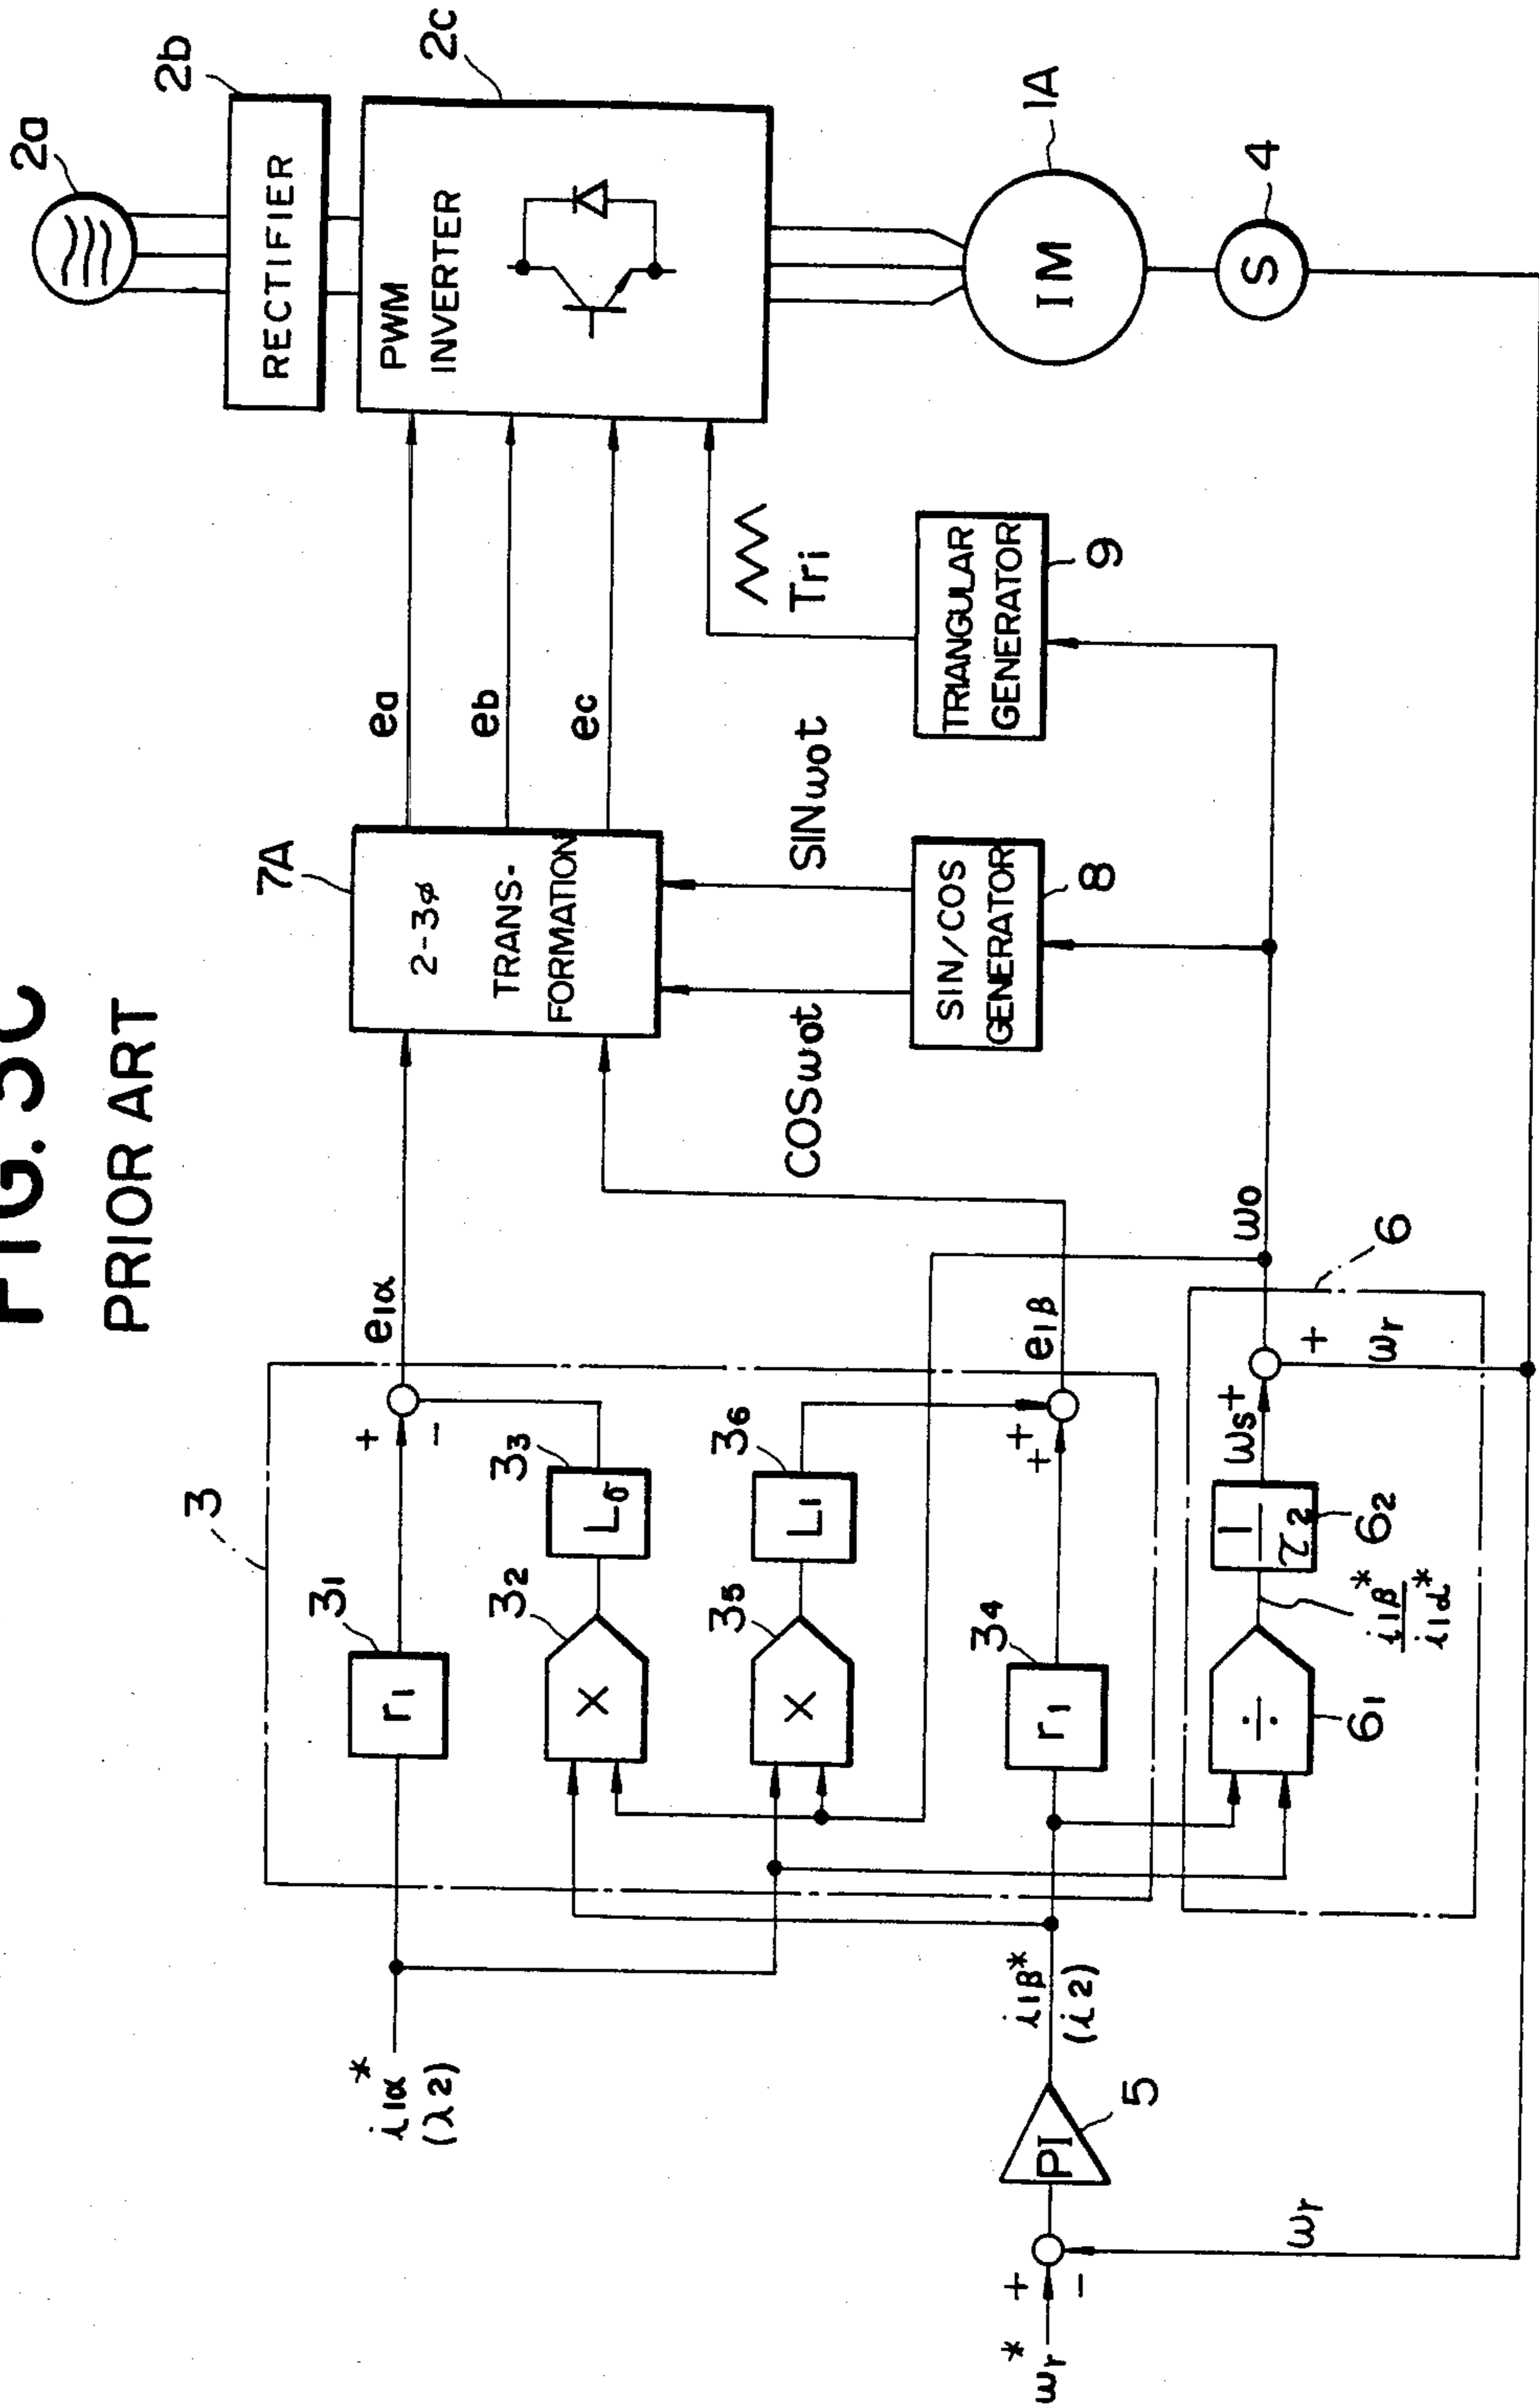 FIG. 3C
PRIOR ART
i1α*
(λ2)
ωr*
+
-
ωr
PI
5
i1β*
(i2)
3
r1
31
×
32
Lσ
33
r1
34
×
35
L1
36
+
-
e1α
+
+
e1β
÷
61
i1β*
i1α*
1
τ2
62
ωs
+
+
ωr
6
ωo
7A
2-3φ
TRANS-
FORMATION
COSωot
SINωot
SIN/COS
GENERATOR
8
ea
eb
ec
Tri
TRIANGULAR
GENERATOR
9
2a
RECTIFIER
2b
PWM
INVERTER
2c
IM
1A
S
4